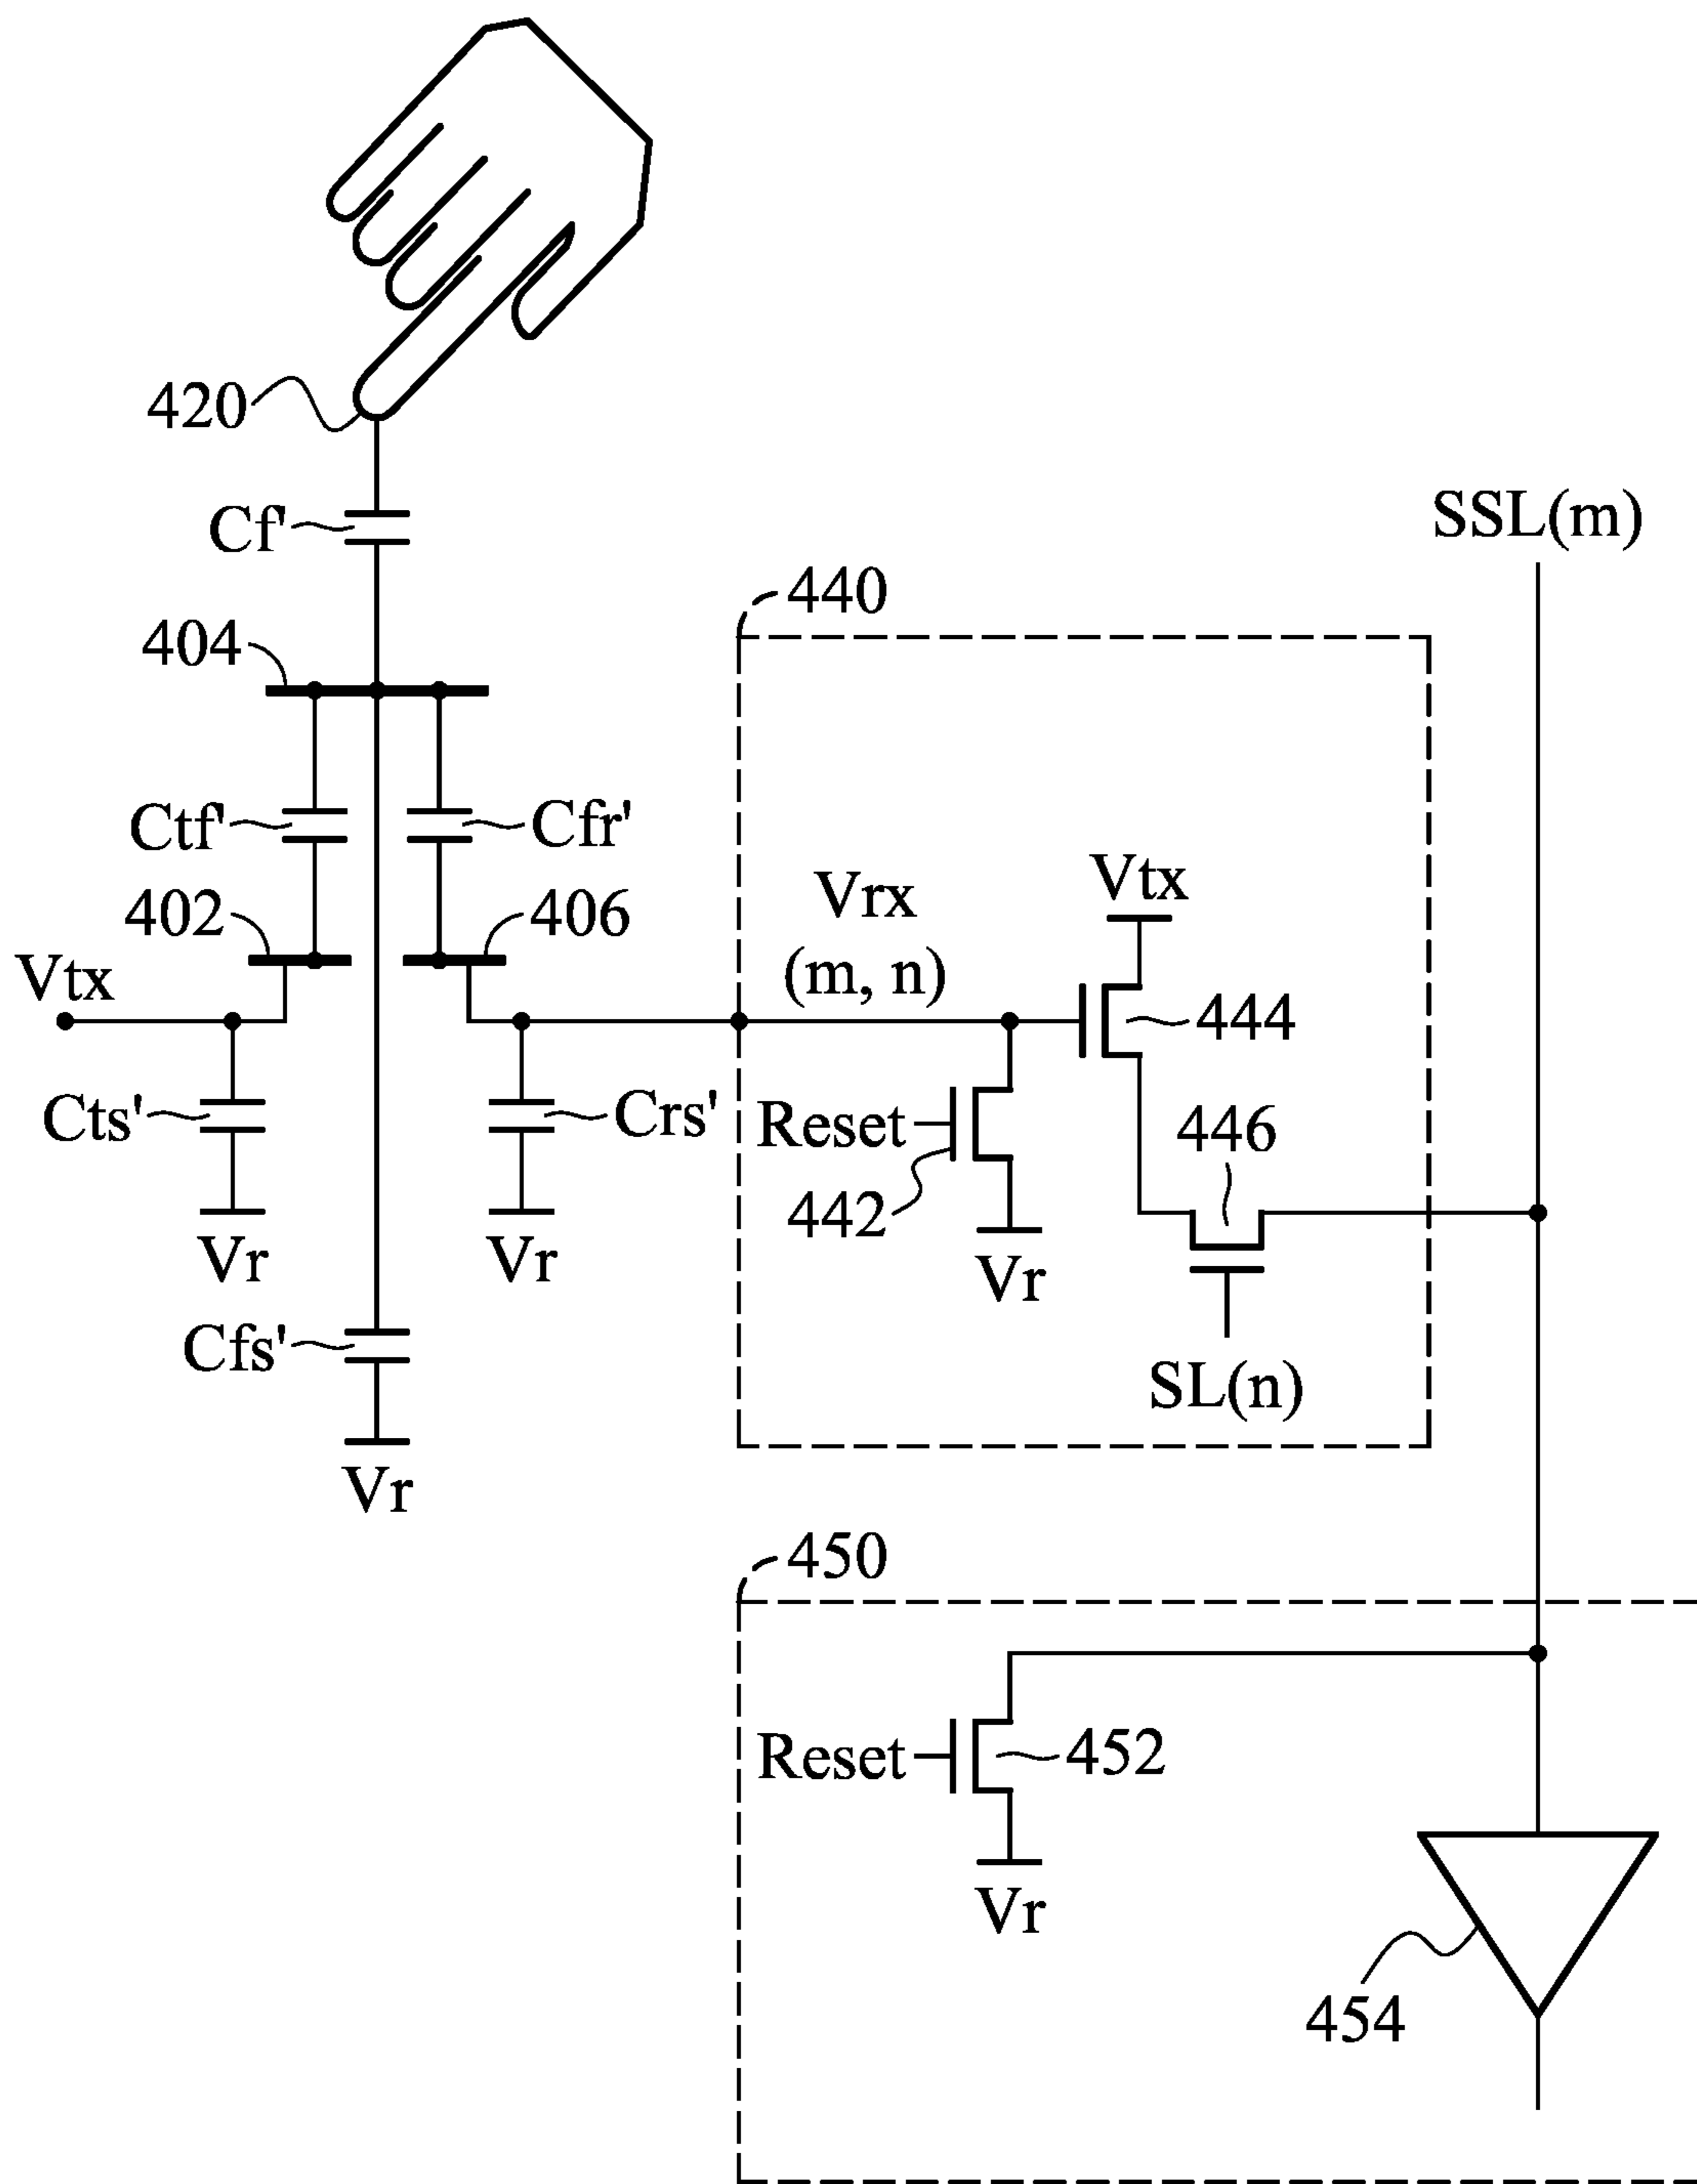 420
Cf'
SSL(m)
440
404
Ctf'
Cfr'
Vtx
Vrx
402
406
(m, n)
Vtx
444
Cts'
Crs'
Reset
446
442
Vr
Vr
Vr
Cfs'
SL(n)
Vr
450
Reset
452
Vr
454